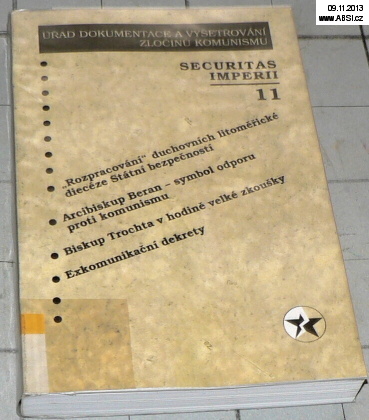 09.11.2013
www.ABSI.cz
ÚŘAD DOKUMENTACE A VYŠETŘOVÁNÍ
ZLOČINŮ KOMUNISMU
SECURITAS
IMPERII
11
„Rozpracování“ duchovních litoměřické
diecéze Státní bezpečností
Arcibiskup Beran – symbol odporu
proti komunismu
Biskup Trochta v hodině velké zkoušky
Exkomunikační dekrety